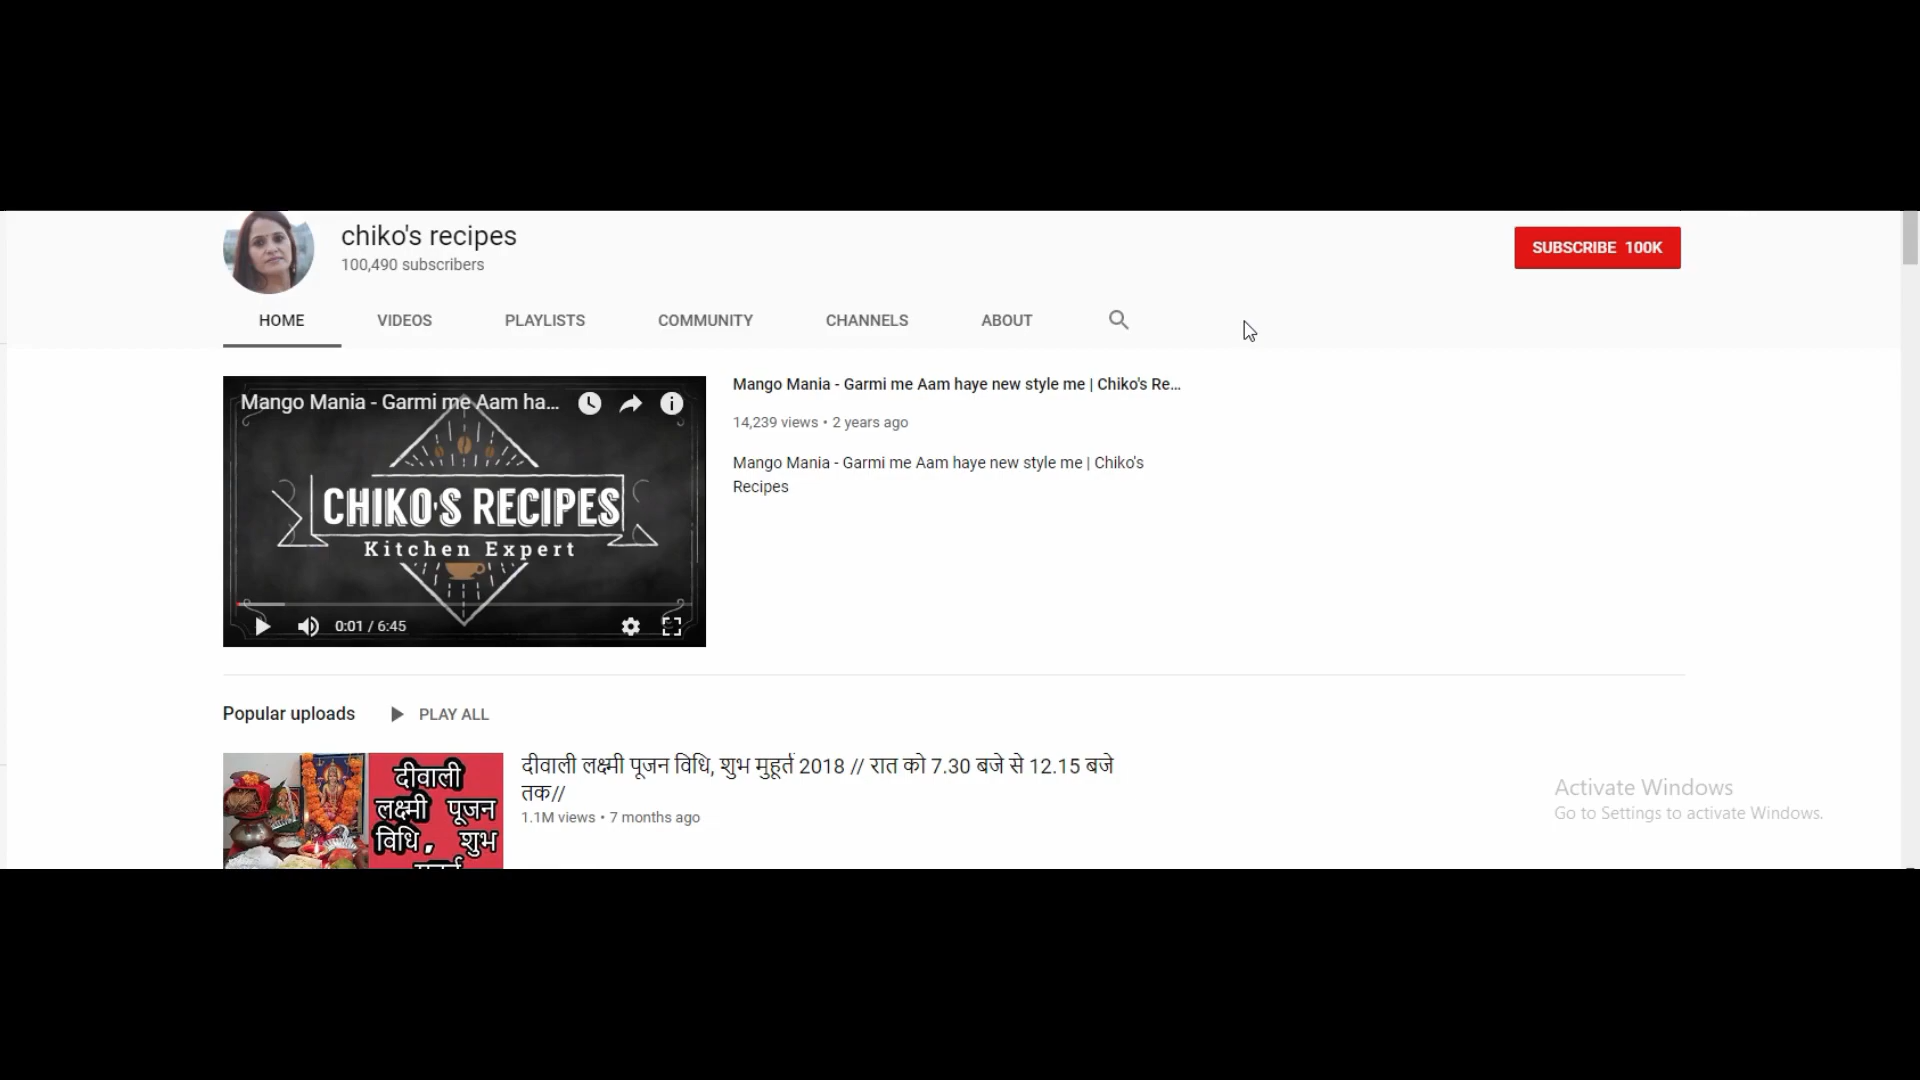 chiko's recipes
100,490 subscribers
SUBSCRIBE 100K
HOME VIDEOS PLAYLISTS COMMUNITY CHANNELS ABOUT
Mango Mania - Garmi me Aam ha...
CHIKO'S RECIPES
Kitchen Expert
0:01 / 6:45
Mango Mania - Garmi me Aam haye new style me | Chiko's Re...
14,239 views • 2 years ago
Mango Mania - Garmi me Aam haye new style me | Chiko's
Recipes
Popular uploads PLAY ALL
दीवाली
लक्ष्मी पूजन
विधि, शुभ
दीवाली लक्ष्मी पूजन विधि, शुभ मुहूर्त 2018 // रात को 7.30 बजे से 12.15 बजे
तक//
1.1M views • 7 months ago
Activate Windows
Go to Settings to activate Windows.